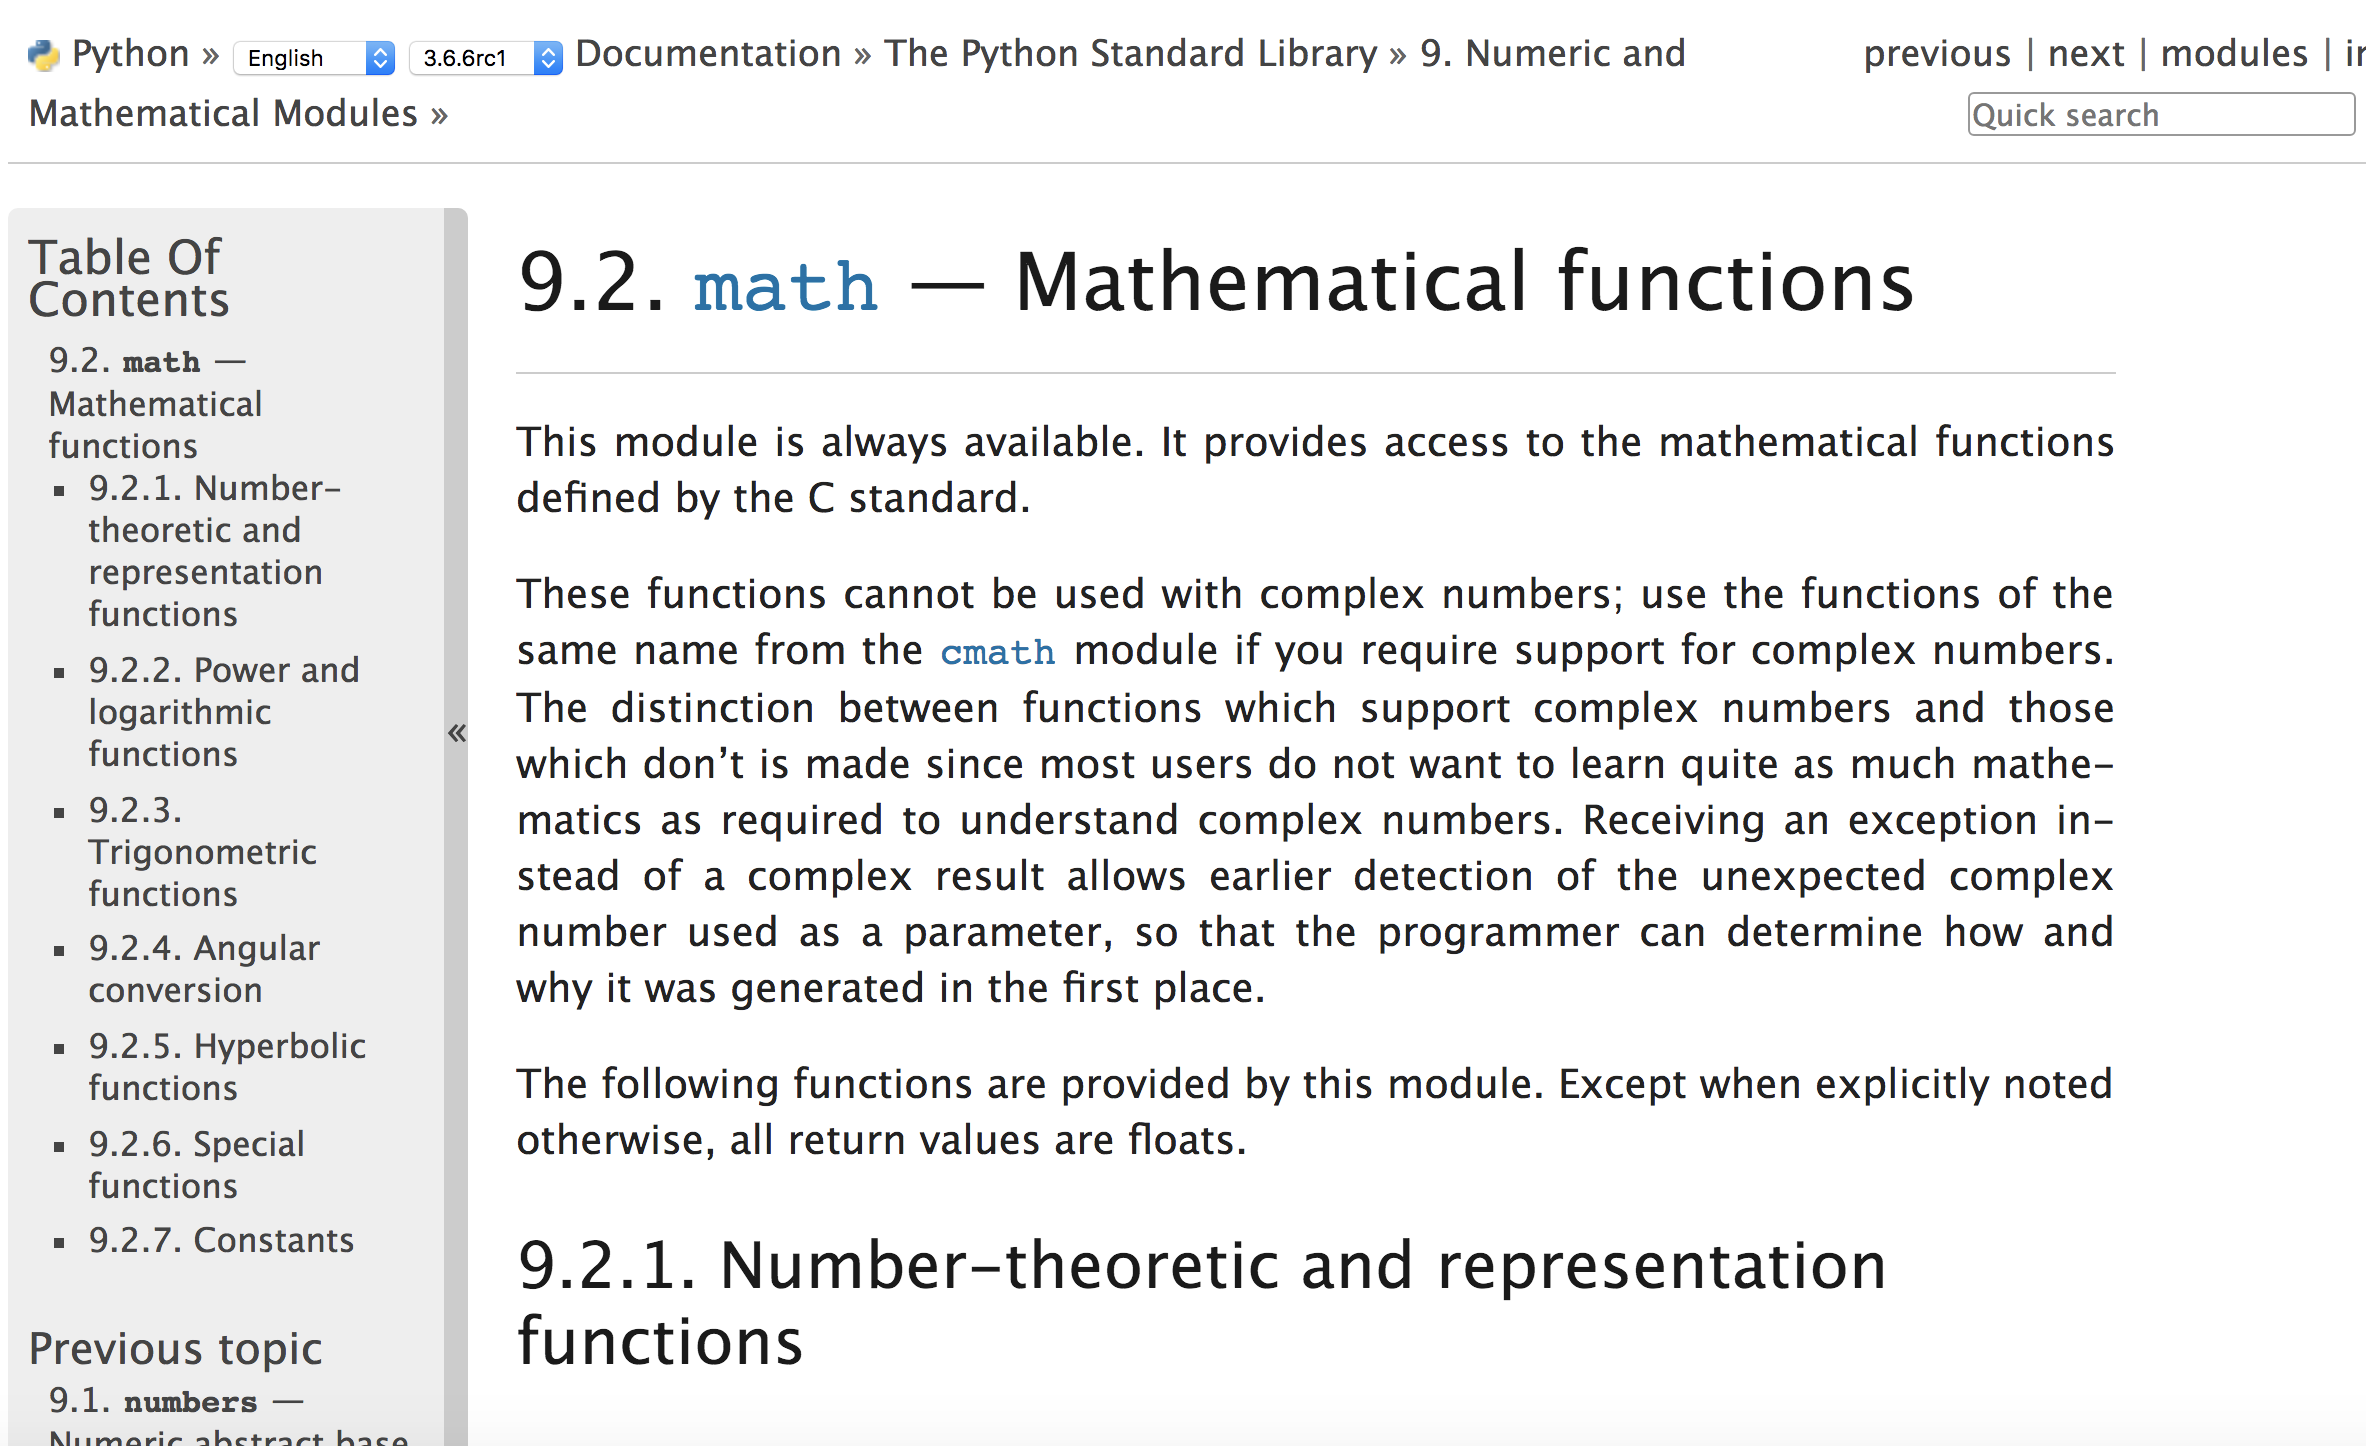 Python » English 3.6.6rc1 Documentation » The Python Standard Library » 9. Numeric and
Mathematical Modules »
previous | next | modules |
Quick search
Table Of
Contents
9.2. math —
Mathematical
functions
9.2.1. Number-
theoretic and
representation
functions
9.2.2. Power and
logarithmic
functions
9.2.3.
Trigonometric
functions
9.2.4. Angular
conversion
9.2.5. Hyperbolic
functions
9.2.6. Special
functions
9.2.7. Constants
Previous topic
9.1. numbers —
Numeric abstract base
«
9.2. math — Mathematical functions
This module is always available. It provides access to the mathematical functions
defined by the C standard.
These functions cannot be used with complex numbers; use the functions of the
same name from the cmath module if you require support for complex numbers.
The distinction between functions which support complex numbers and those
which don’t is made since most users do not want to learn quite as much mathe-
matics as required to understand complex numbers. Receiving an exception in-
stead of a complex result allows earlier detection of the unexpected complex
number used as a parameter, so that the programmer can determine how and
why it was generated in the first place.
The following functions are provided by this module. Except when explicitly noted
otherwise, all return values are floats.
9.2.1. Number-theoretic and representation
functions